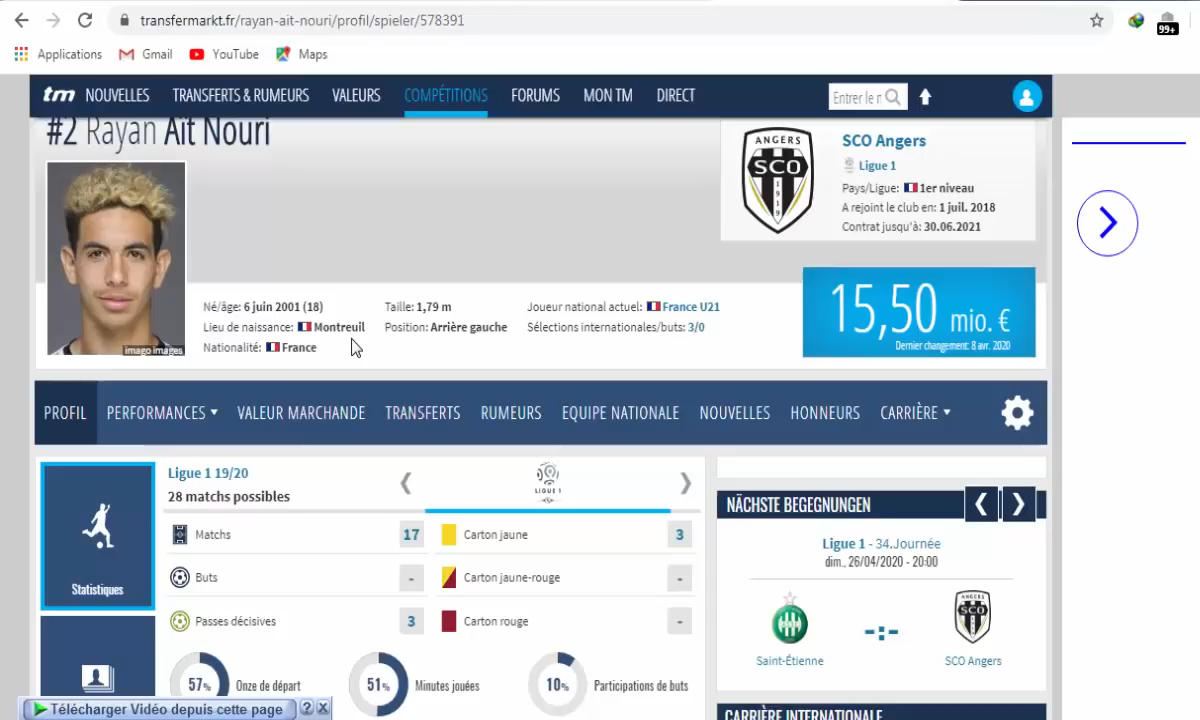 transfermarkt.fr/rayan-ait-nouri/profil/spieler/578391
99+
Applications Gmail YouTube Maps
tm NOUVELLES TRANSFERTS & RUMEURS VALEURS COMPÉTITIONS FORUMS MON TM DIRECT Entrer le r
#2 Rayan Aït Nouri
ANGERS
SCO
1919
SCO Angers
Ligue 1
Pays/Ligue: 1er niveau
A rejoint le club en: 1 juil. 2018
Contrat jusqu'à: 30.06.2021
imago images
Né/âge: 6 juin 2001 (18)
Lieu de naissance: Montreuil
Nationalité: France
Taille: 1,79 m
Position: Arrière gauche
Joueur national actuel: France U21
Sélections internationales/buts: 3/0
15,50 mio. €
Dernier changement: 8 avr. 2020
PROFIL PERFORMANCES VALEUR MARCHANDE TRANSFERTS RUMEURS EQUIPE NATIONALE NOUVELLES HONNEURS CARRIÈRE
Statistiques
Ligue 1 19/20
28 matchs possibles
LIGUE 1
Matchs 17
Buts -
Passes décisives 3
Carton jaune 3
Carton jaune-rouge -
Carton rouge -
57% Onze de départ
51% Minutes jouées
10% Participations de buts
NÄCHSTE BEGEGNUNGEN
Ligue 1 - 34.Journée
dim., 26/04/2020 - 20:00
-:-
ANGERS
SCO
Saint-Étienne SCO Angers
CARRIÈRE INTERNATIONALE
Télécharger Vidéo depuis cette page ? X